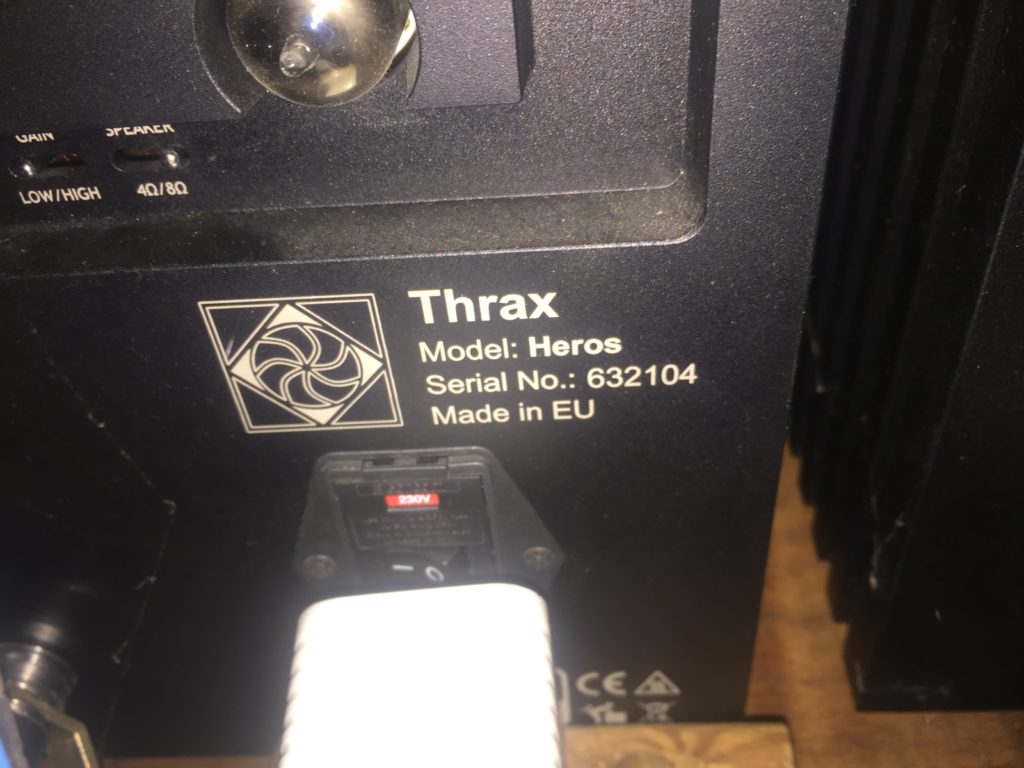 GAIN SPEAKER
LOW/HIGH 4Ω/8Ω
Thrax
Model: Heros
Serial No.: 632104
Made in EU
230V
I O
CE